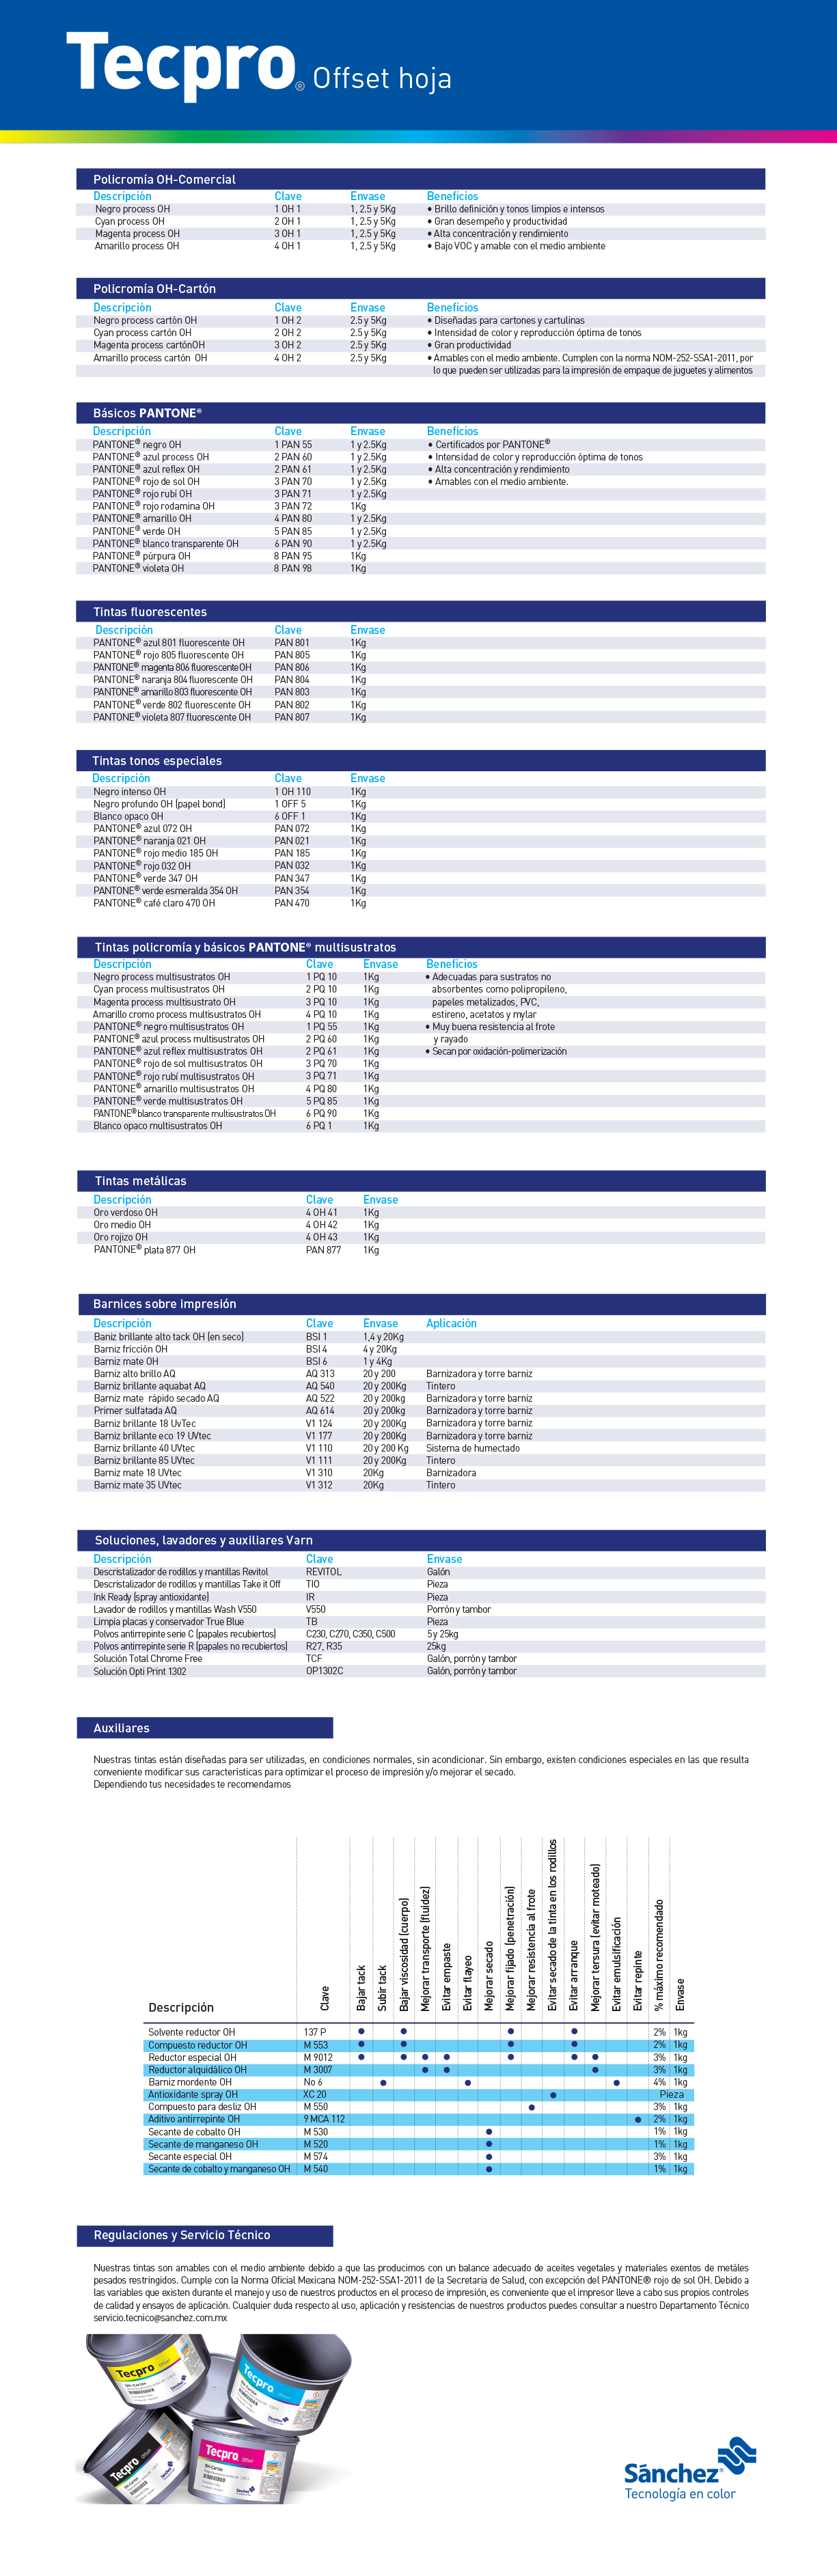 Tecpro® Offset hoja
Policromía OH-Comercial
Descripción Clave Envase Beneficios
Negro process OH 1 OH 1 1, 2.5 y 5Kg • Brillo definición y tonos limpios e intensos
Cyan process OH 2 OH 1 1, 2.5 y 5Kg • Gran desempeño y productividad
Magenta process OH 3 OH 1 1, 2.5 y 5Kg • Alta concentración y rendimiento
Amarillo process OH 4 OH 1 1, 2.5 y 5Kg • Bajo VOC y amable con el medio ambiente
Policromía OH-Cartón
Descripción Clave Envase Beneficios
Negro process cartón OH 1 OH 2 2.5 y 5Kg • Diseñadas para cartones y cartulinas
Cyan process cartón OH 2 OH 2 2.5 y 5Kg • Intensidad de color y reproducción óptima de tonos
Magenta process cartónOH 3 OH 2 2.5 y 5Kg • Gran productividad
Amarillo process cartón OH 4 OH 2 2.5 y 5Kg • Amables con el medio ambiente. Cumplen con la norma NOM-252-SSA1-2011, por
lo que pueden ser utilizadas para la impresión de empaque de juguetes y alimentos
Básicos PANTONE®
Descripción Clave Envase Beneficios
PANTONE® negro OH 1 PAN 55 1 y 2.5Kg • Certificados por PANTONE®
PANTONE® azul process OH 2 PAN 60 1 y 2.5Kg • Intensidad de color y reproducción óptima de tonos
PANTONE® azul reflex OH 2 PAN 61 1 y 2.5Kg • Alta concentración y rendimiento
PANTONE® rojo de sol OH 3 PAN 70 1 y 2.5Kg • Amables con el medio ambiente.
PANTONE® rojo rubí OH 3 PAN 71 1 y 2.5Kg
PANTONE® rojo rodamina OH 3 PAN 72 1Kg
PANTONE® amarillo OH 4 PAN 80 1 y 2.5Kg
PANTONE® verde OH 5 PAN 85 1 y 2.5Kg
PANTONE® blanco transparente OH 6 PAN 90 1 y 2.5Kg
PANTONE® púrpura OH 8 PAN 95 1Kg
PANTONE® violeta OH 8 PAN 98 1Kg
Tintas fluorescentes
Descripción Clave Envase
PANTONE® azul 801 fluorescente OH PAN 801 1Kg
PANTONE® rojo 805 fluorescente OH PAN 805 1Kg
PANTONE® magenta 806 fluorescente OH PAN 806 1Kg
PANTONE® naranja 804 fluorescente OH PAN 804 1Kg
PANTONE® amarillo 803 fluorescente OH PAN 803 1Kg
PANTONE® verde 802 fluorescente OH PAN 802 1Kg
PANTONE® violeta 807 fluorescente OH PAN 807 1Kg
Tintas tonos especiales
Descripción Clave Envase
Negro intenso OH 1 OH 110 1Kg
Negro profundo OH (papel bond) 1 OFF 5 1Kg
Blanco opaco OH 6 OFF 1 1Kg
PANTONE® azul 072 OH PAN 072 1Kg
PANTONE® naranja 021 OH PAN 021 1Kg
PANTONE® rojo medio 185 OH PAN 185 1Kg
PANTONE® rojo 032 OH PAN 032 1Kg
PANTONE® verde 347 OH PAN 347 1Kg
PANTONE® verde esmeralda 354 OH PAN 354 1Kg
PANTONE® café claro 470 OH PAN 470 1Kg
Tintas policromía y básicos PANTONE® multisustratos
Descripción Clave Envase Beneficios
Negro process multisustratos OH 1 PQ 10 1Kg • Adecuadas para sustratos no
Cyan process multisustratos OH 2 PQ 10 1Kg absorbentes como polipropileno,
Magenta process multisustrato OH 3 PQ 10 1Kg papeles metalizados, PVC,
Amarillo cromo process multisustratos OH 4 PQ 10 1Kg estireno, acetatos y mylar
PANTONE® negro multisustratos OH 1 PQ 55 1Kg • Muy buena resistencia al frote
PANTONE® azul process multisustratos OH 2 PQ 60 1Kg y rayado
PANTONE® azul reflex multisustratos OH 2 PQ 61 1Kg • Secan por oxidación-polimerización
PANTONE® rojo de sol multisustratos OH 3 PQ 70 1Kg
PANTONE® rojo rubí multisustratos OH 3 PQ 71 1Kg
PANTONE® amarillo multisustratos OH 4 PQ 80 1Kg
PANTONE® verde multisustratos OH 5 PQ 85 1Kg
PANTONE® blanco transparente multisustratos OH 6 PQ 90 1Kg
Blanco opaco multisustratos OH 6 PQ 1 1Kg
Tintas metálicas
Descripción Clave Envase
Oro verdoso OH 4 OH 41 1Kg
Oro medio OH 4 OH 42 1Kg
Oro rojizo OH 4 OH 43 1Kg
PANTONE® plata 877 OH PAN 877 1Kg
Barnices sobre impresión
Descripción Clave Envase Aplicación
Baniz brillante alto tack OH (en seco) BSI 1 1,4 y 20Kg
Barniz fricción OH BSI 4 4 y 20Kg
Barniz mate OH BSI 6 1 y 4Kg
Barniz alto brillo AQ AQ 313 20 y 200 Barnizadora y torre barniz
Barniz brillante aquabat AQ AQ 540 20 y 200Kg Tintero
Barniz mate rápido secado AQ AQ 522 20 y 200kg Barnizadora y torre barniz
Primer sulfatada AQ AQ 614 20 y 200kg Barnizadora y torre barniz
Barniz brillante 18 UvTec V1 124 20 y 200Kg Barnizadora y torre barniz
Barniz brillante eco 19 UVtec V1 177 20 y 200Kg Barnizadora y torre barniz
Barniz brillante 40 UVtec V1 110 20 y 200 Kg Sistema de humectado
Barniz brillante 85 UVtec V1 111 20 y 200Kg Tintero
Barniz mate 18 UVtec V1 310 20Kg Barnizadora
Barniz mate 35 UVtec V1 312 20Kg Tintero
Soluciones, lavadores y auxiliares Varn
Descripción Clave Envase
Descristalizador de rodillos y mantillas Revitol REVITOL Galón
Descristalizador de rodillos y mantillas Take it Off TIO Pieza
Ink Ready (spray antioxidante) IR Pieza
Lavador de rodillos y mantillas Wash V550 V550 Porrón y tambor
Limpia placas y conservador True Blue TB Pieza
Polvos antirrepinte serie C (papales recubiertos) C230, C270, C350, C500 5 y 25kg
Polvos antirrepinte serie R (papales no recubiertos) R27, R35 25kg
Solución Total Chrome Free TCF Galón, porrón y tambor
Solución Opti Print 1302 OP1302C Galón, porrón y tambor
Auxiliares
Nuestras tintas están diseñadas para ser utilizadas, en condiciones normales, sin acondicionar. Sin embargo, existen condiciones especiales en las que resulta
conveniente modificar sus características para optimizar el proceso de impresión y/o mejorar el secado.
Dependiendo tus necesidades te recomendamos
Descripción
Clave
Bajar tack
Subir tack
Bajar viscosidad (cuerpo)
Mejorar transporte (fluidez)
Evitar empaste
Evitar flayeo
Mejorar secado
Mejorar fijado (penetración)
Mejorar resistencia al frote
Evitar secado de la tinta en los rodillos
Evitar arranque
Mejorar tersura (evitar moteado)
Evitar emulsificación
Evitar repinte
% máximo recomendado
Envase
Solvente reductor OH 137 P • • • • 2% 1kg
Compuesto reductor OH M 553 • • • • 2% 1kg
Reductor especial OH M 9012 • • • • • • • 3% 1kg
Reductor alquidálico OH M 3007 • • • 3% 1kg
Barniz mordente OH No 6 • • • 4% 1kg
Antioxidante spray OH XC 20 • Pieza
Compuesto para desliz OH M 550 • 3% 1kg
Aditivo antirrepinte OH 9 MCA 112 • 2% 1kg
Secante de cobalto OH M 530 • 1% 1kg
Secante de manganeso OH M 520 • 1% 1kg
Secante especial OH M 574 • 3% 1kg
Secante de cobalto y manganeso OH M 540 • 1% 1kg
Regulaciones y Servicio Técnico
Nuestras tintas son amables con el medio ambiente debido a que las producimos con un balance adecuado de aceites vegetales y materiales exentos de metáles
pesados restringidos. Cumple con la Norma Oficial Mexicana NOM-252-SSA1-2011 de la Secretaria de Salud, con excepción del PANTONE® rojo de sol OH. Debido a
las variables que existen durante el manejo y uso de nuestros productos en el proceso de impresión, es conveniente que el impresor lleve a cabo sus propios controles
de calidad y ensayos de aplicación. Cualquier duda respecto al uso, aplicación y resistencias de nuestros productos puedes consultar a nuestro Departamento Técnico
servicio.tecnico@sanchez.com.mx
Tecpro Offset
Tecpro Offset
Tecpro Offset
Tecpro Offset
Sánchez®
Tecnología en color